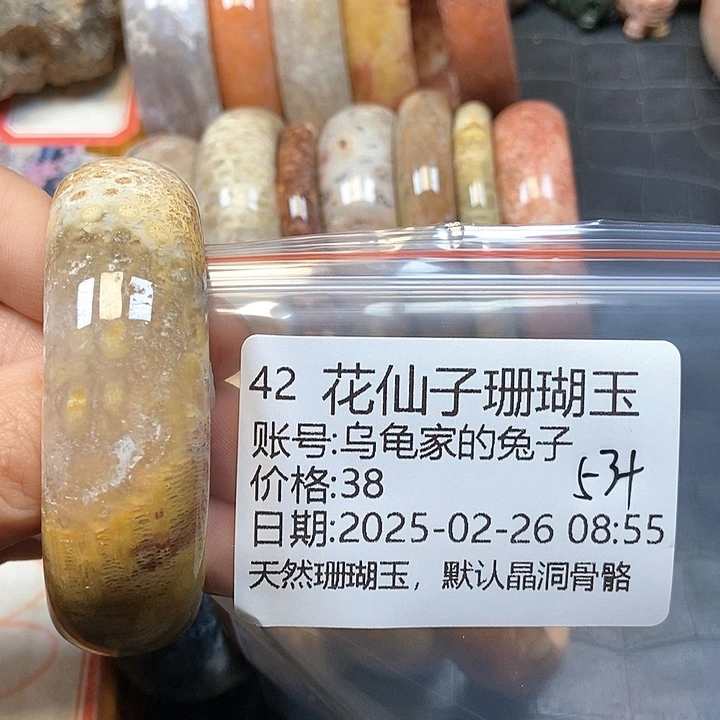 42 花仙子珊瑚玉
账号:乌龟家的兔子
价格:38
534
日期:2025-02-26 08:55
天然珊瑚玉，默认晶洞骨骼